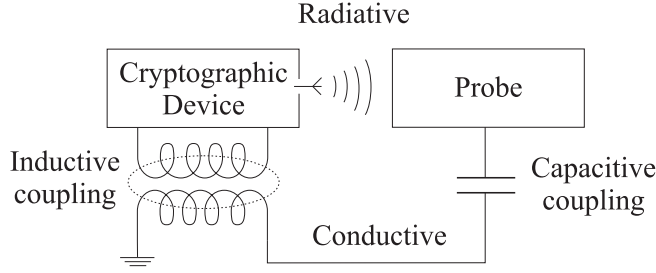 Radiative
Cryptographic
Device
Probe
Inductive
coupling
Capacitive
coupling
Conductive